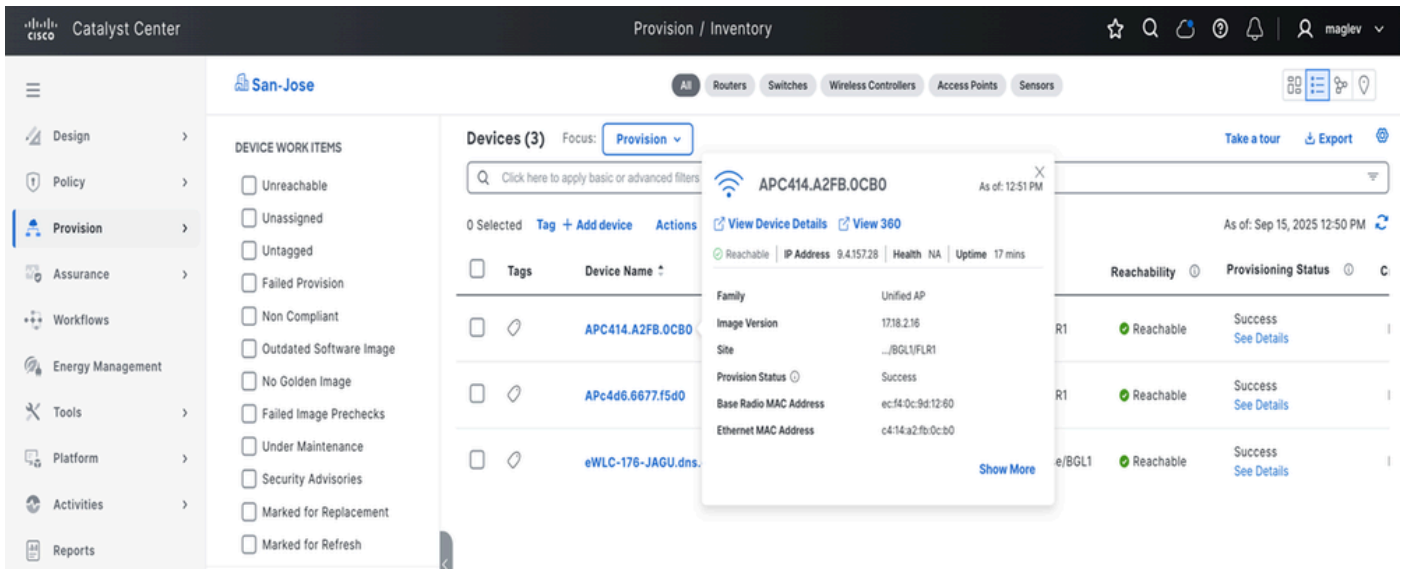 CISCO Catalyst Center Provision / Inventory maglev
San-Jose All Routers Switches Wireless Controllers Access Points Sensors
Design
Policy
Provision
Assurance
Workflows
Energy Management
Tools
Platform
Activities
Reports
DEVICE WORK ITEMS
Unreachable
Unassigned
Untagged
Failed Provision
Non Compliant
Outdated Software Image
No Golden Image
Failed Image Prechecks
Under Maintenance
Security Advisories
Marked for Replacement
Marked for Refresh
Devices (3) Focus: Provision Take a tour Export
Click here to apply basic or advanced filters
0 Selected Tag + Add device Actions As of: Sep 15, 2025 12:50 PM
Tags Device Name Reachability Provisioning Status C
APC414.A2FB.0CB0 R1 Reachable Success
See Details
APc4d6.6677.f5d0 R1 Reachable Success
See Details
eWLC-176-JAGU.dns. e/BGL1 Reachable Success
See Details
APC414.A2FB.0CB0 As of: 12:51 PM
View Device Details View 360
Reachable IP Address 9.4.157.28 Health NA Uptime 17 mins
Family Unified AP
Image Version 17.18.2.16
Site .../BGL1/FLR1
Provision Status Success
Base Radio MAC Address ec:f4:0c:9d:12:60
Ethernet MAC Address c4:14:a2:fb:0c:b0
Show More